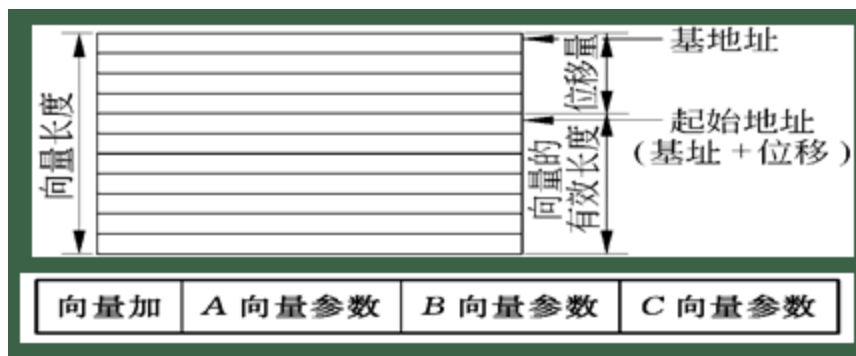 基地址
位移量
向量长度
起始地址
(基址+位移)
向量的
有效长度
向量加 A 向量参数 B 向量参数 C 向量参数